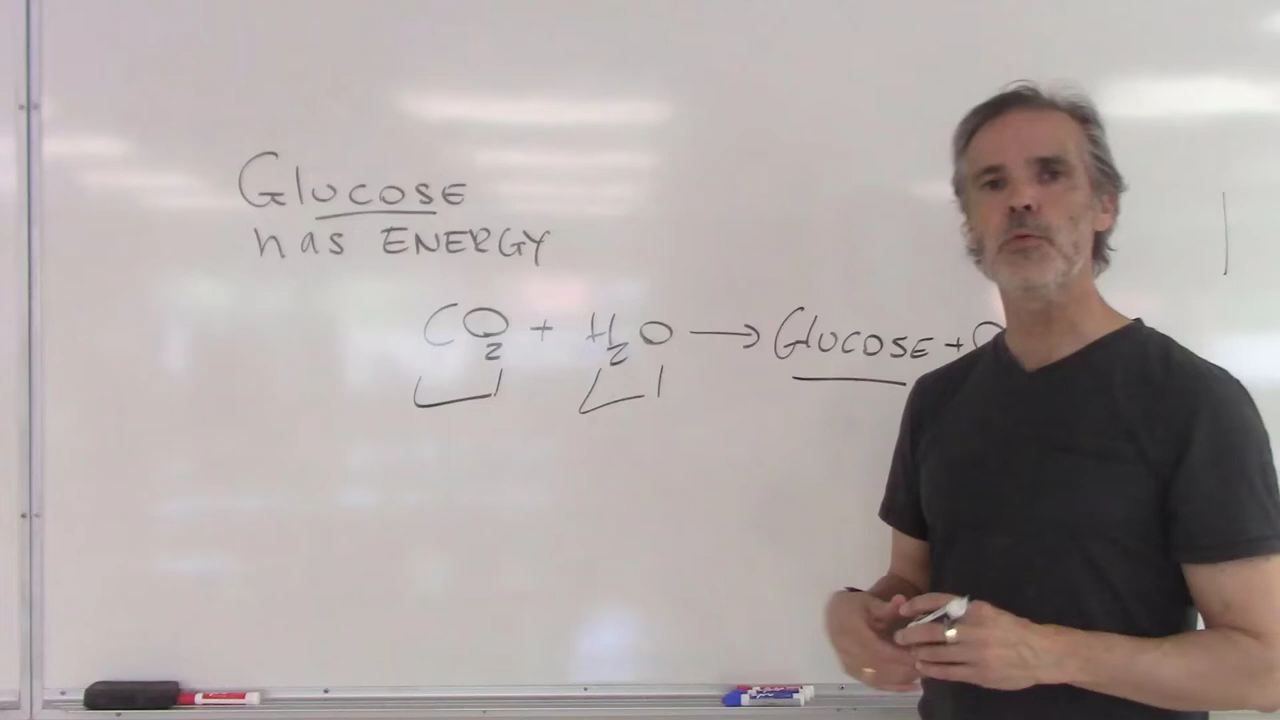 Glucose
has ENERGY
CO2 + H2O → Glucose +